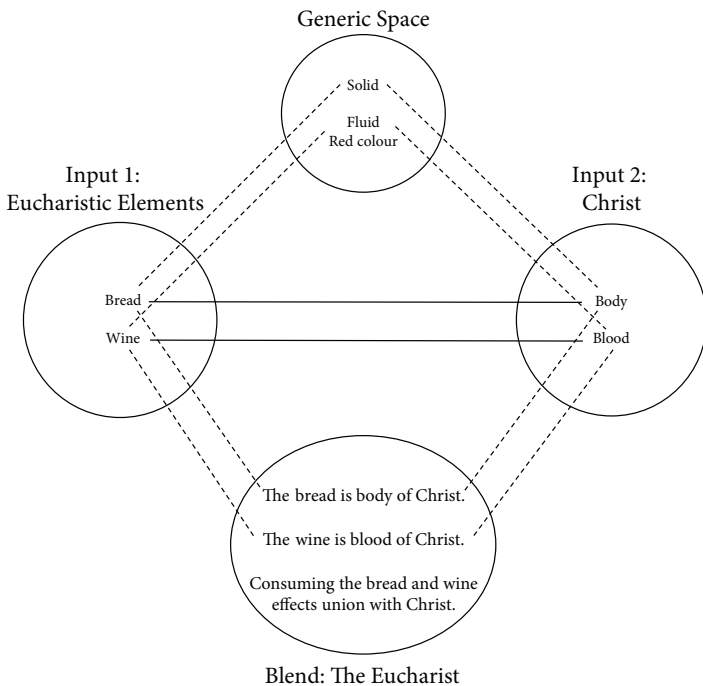 Generic Space
Solid
Fluid
Red colour
Input 1:
Eucharistic Elements
Input 2:
Christ
Bread
Wine
Body
Blood
The bread is body of Christ.
The wine is blood of Christ.
Consuming the bread and wine
effects union with Christ.
Blend: The Eucharist